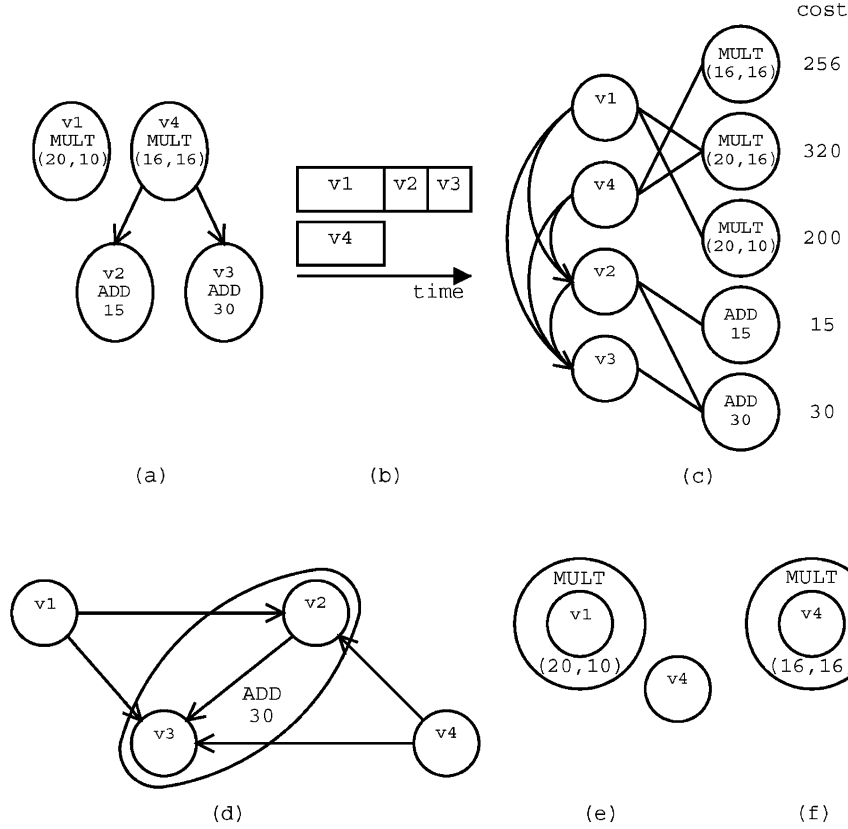 cost
v1
MULT
(20,10)
v4
MULT
(16,16)
v2
ADD
15
v3
ADD
30
(a)
v1 v2 v3
v4
time
(b)
v1
v4
v2
v3
MULT
(16,16)
256
MULT
(20,16)
320
MULT
(20,10)
200
ADD
15
15
ADD
30
30
(c)
v1
v2
ADD
30
v3
v4
(d)
MULT
v1
(20,10)
v4
(e)
MULT
v4
(16,16
(f)